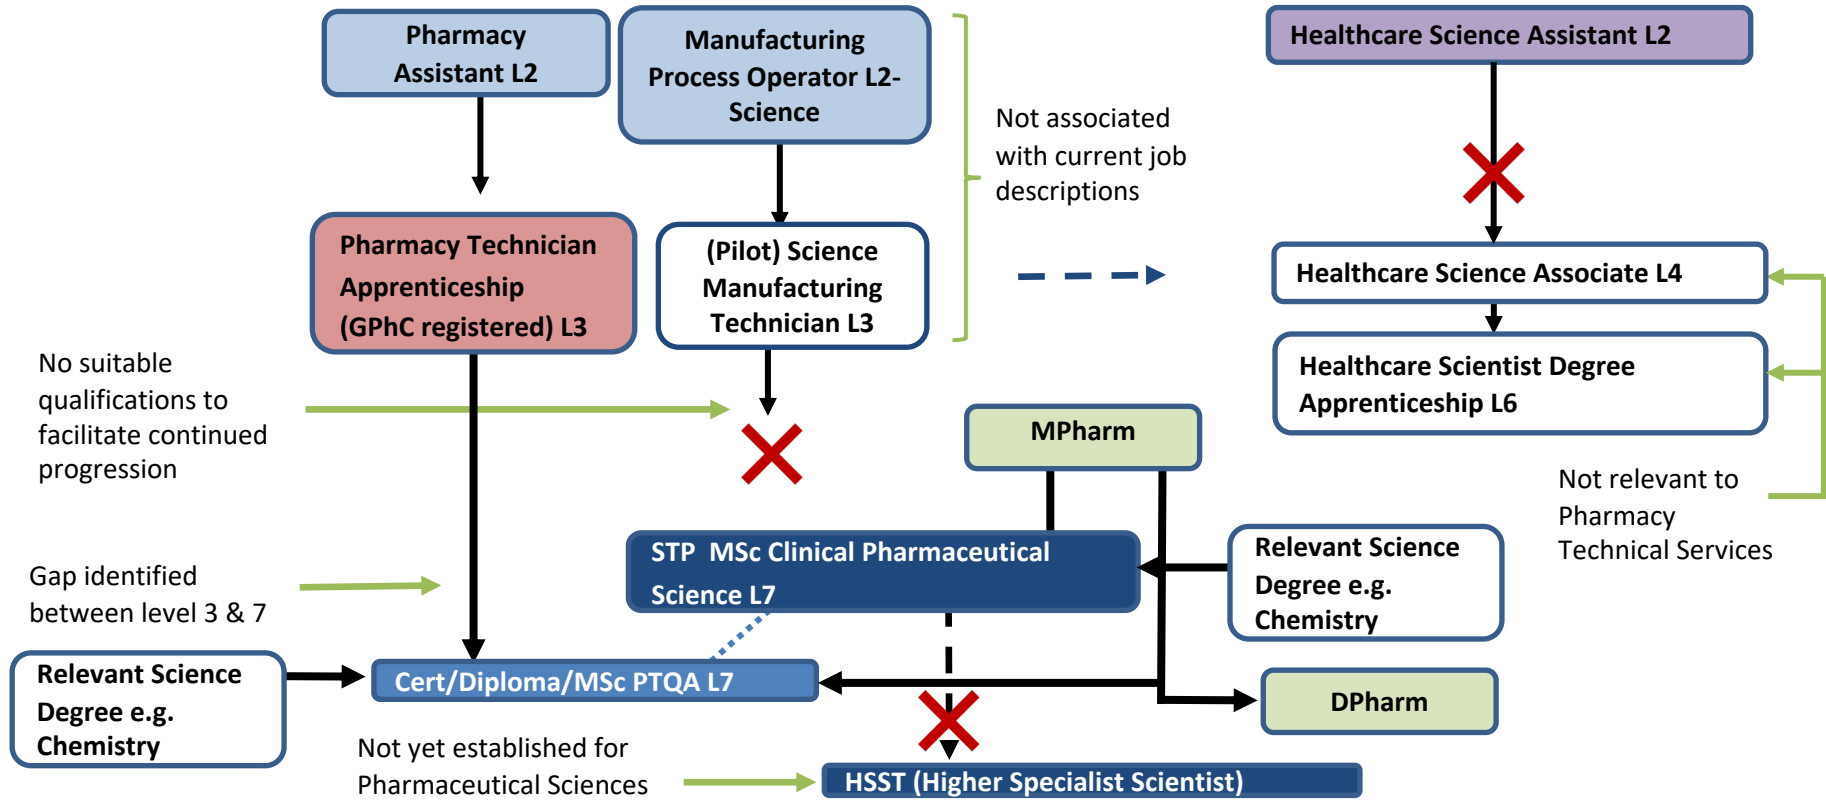 Pharmacy
Assistant L2
Manufacturing
Process Operator L2-
Science
Healthcare Science Assistant L2
Not associated
with current job
descriptions
Pharmacy Technician
Apprenticeship
(GPhC registered) L3
(Pilot) Science
Manufacturing
Technician L3
Healthcare Science Associate L4
Healthcare Scientist Degree
Apprenticeship L6
No suitable
qualifications to
facilitate continued
progression
MPharm
Not relevant to
Pharmacy
Technical Services
STP MSc Clinical Pharmaceutical
Science L7
Relevant Science
Degree e.g.
Chemistry
Gap identified
between level 3 & 7
Relevant Science
Degree e.g.
Chemistry
Cert/Diploma/MSc PTQA L7
DPharm
Not yet established for
Pharmaceutical Sciences
HSST (Higher Specialist Scientist)